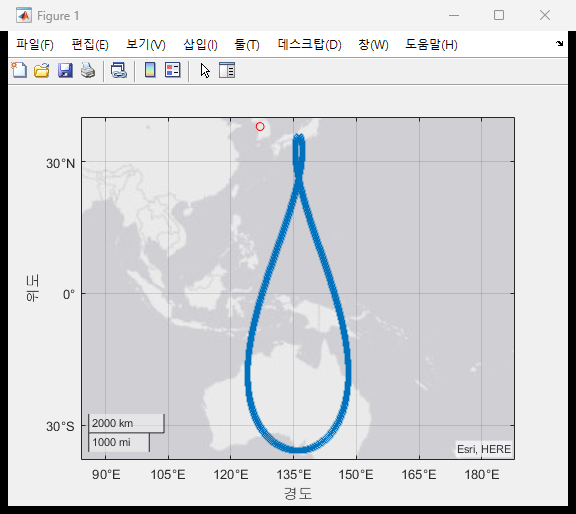 Figure 1
파일(F) 편집(E) 보기(V) 삽입(I) 툴(T) 데스크탑(D) 창(W) 도움말(H)
30°N
위도
0°
30°S
2000 km
1000 mi
Esri, HERE
90°E 105°E 120°E 135°E 150°E 165°E 180°E
경도